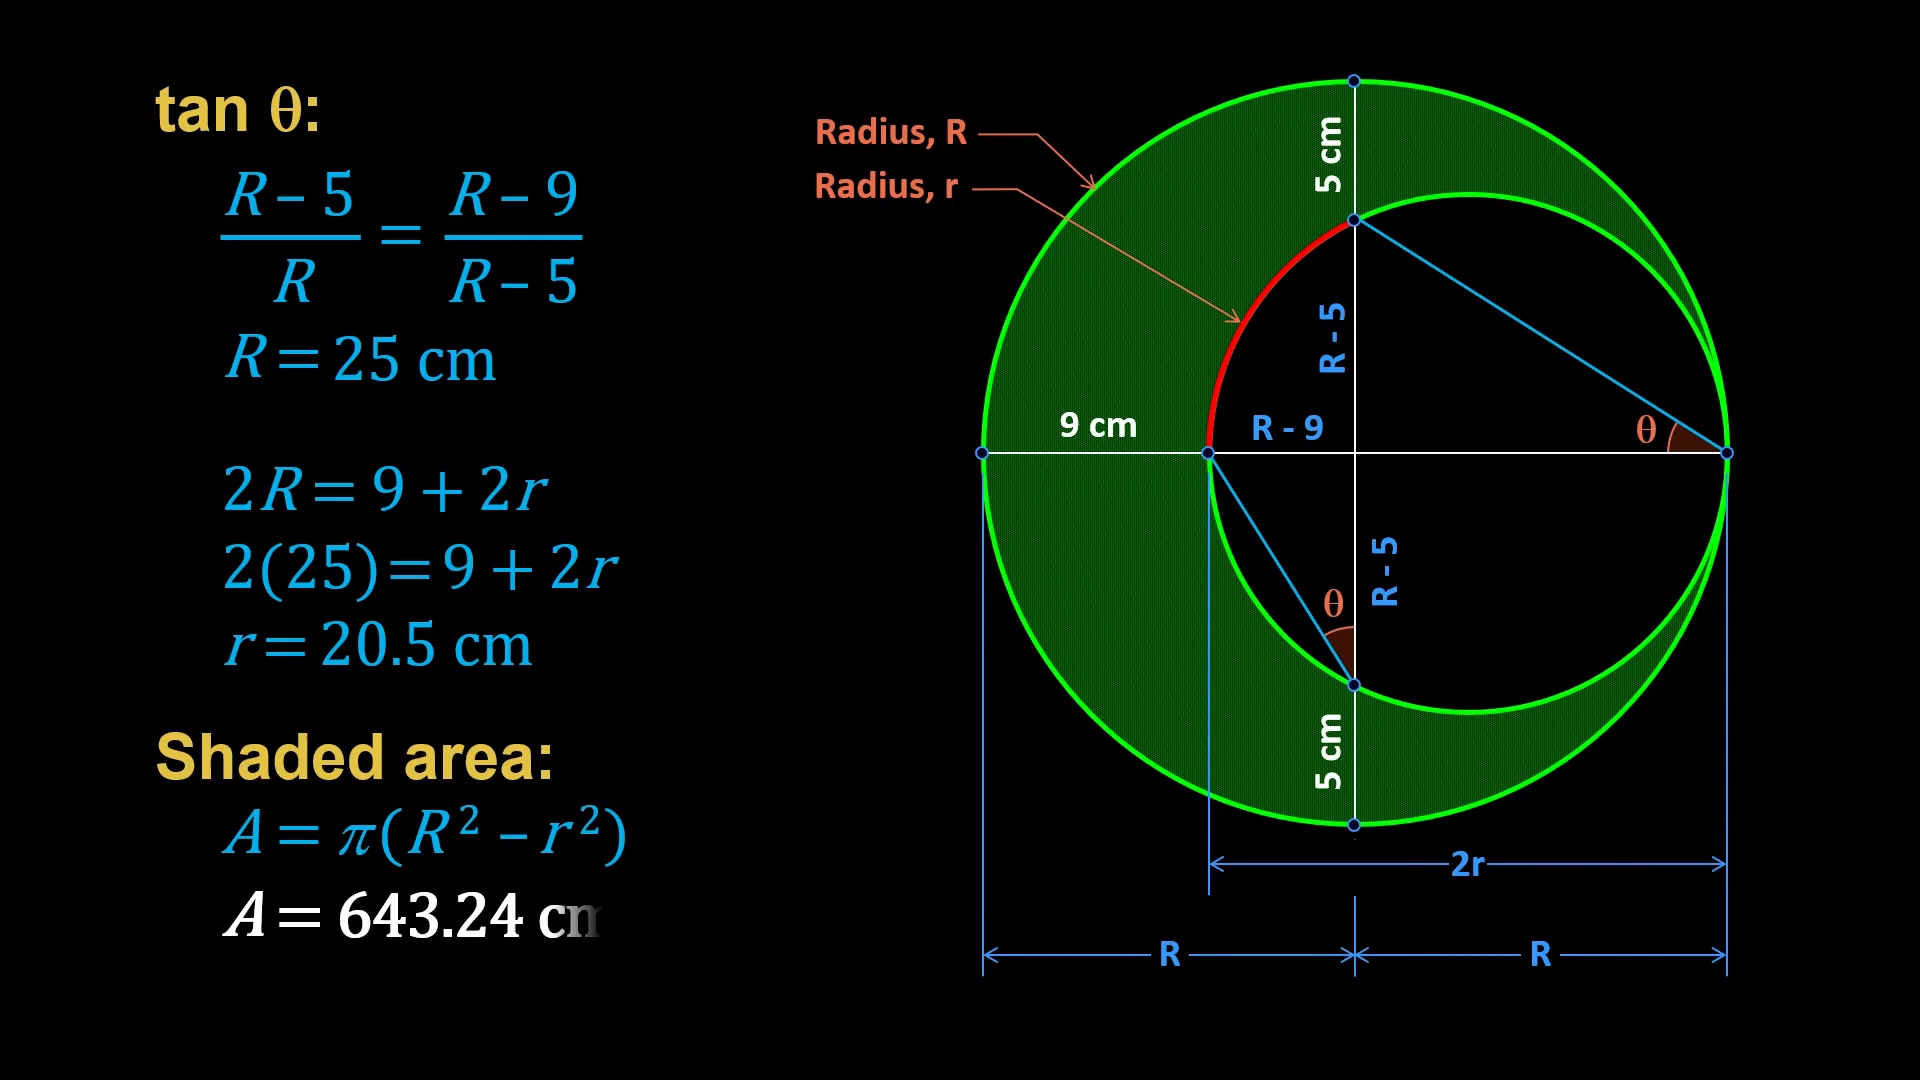 tan θ:
R – 5 / R = R – 9 / R – 5
R = 25 cm
2R = 9 + 2r
2(25) = 9 + 2r
r = 20.5 cm
Shaded area:
A = π(R² – r²)
A = 643.24 cm
Radius, R
Radius, r
5 cm
R - 5
9 cm
R - 9
θ
θ
R - 5
5 cm
2r
R
R